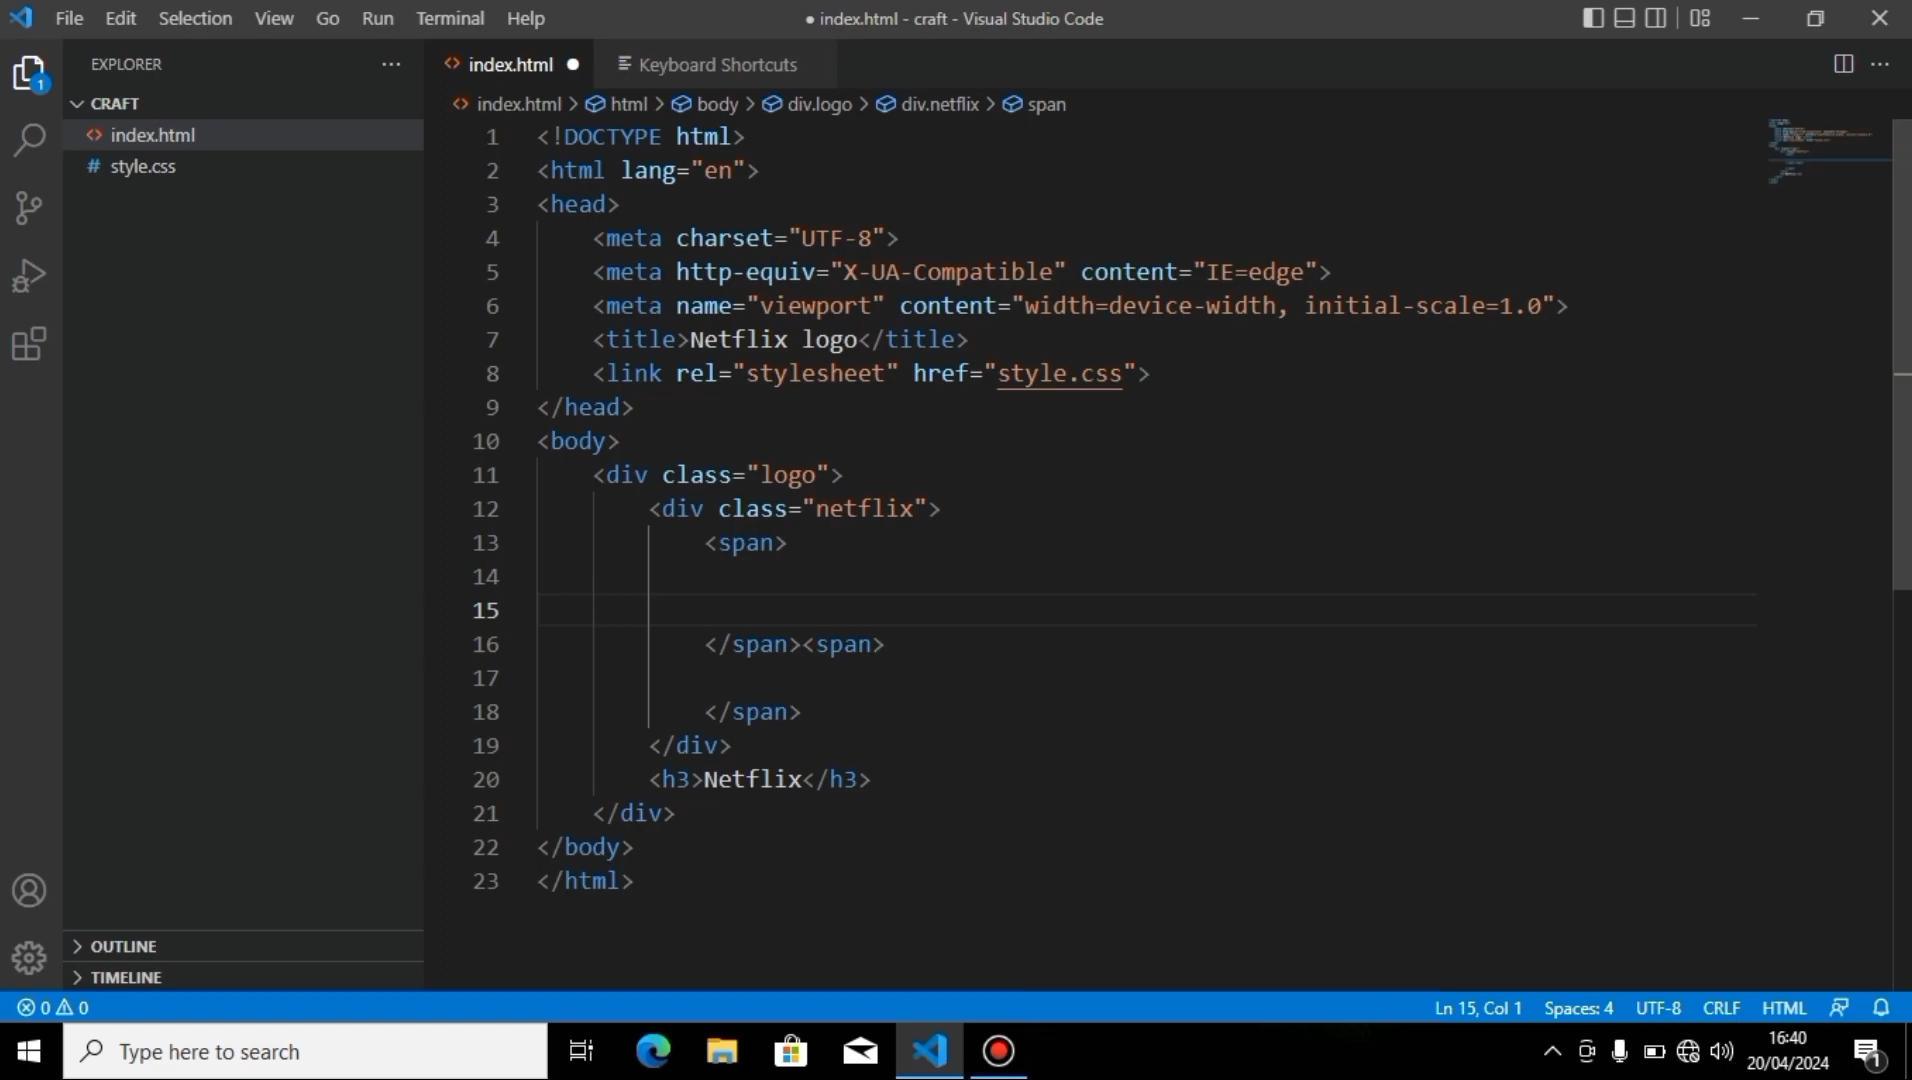 File Edit Selection View Go Run Terminal Help ● index.html - craft - Visual Studio Code
EXPLORER ···
index.html ● Keyboard Shortcuts ···
1
CRAFT
index.html > html > body > div.logo > div.netflix > span
index.html
# style.css
1 <!DOCTYPE html>
2 <html lang="en">
3 <head>
4 <meta charset="UTF-8">
5 <meta http-equiv="X-UA-Compatible" content="IE=edge">
6 <meta name="viewport" content="width=device-width, initial-scale=1.0">
7 <title>Netflix logo</title>
8 <link rel="stylesheet" href="style.css">
9 </head>
10 <body>
11 <div class="logo">
12 <div class="netflix">
13 <span>
14
15
16 </span><span>
17
18 </span>
19 </div>
20 <h3>Netflix</h3>
21 </div>
22 </body>
23 </html>
OUTLINE
TIMELINE
0 0 Ln 15, Col 1 Spaces: 4 UTF-8 CRLF HTML
Type here to search
16:40
20/04/2024
1